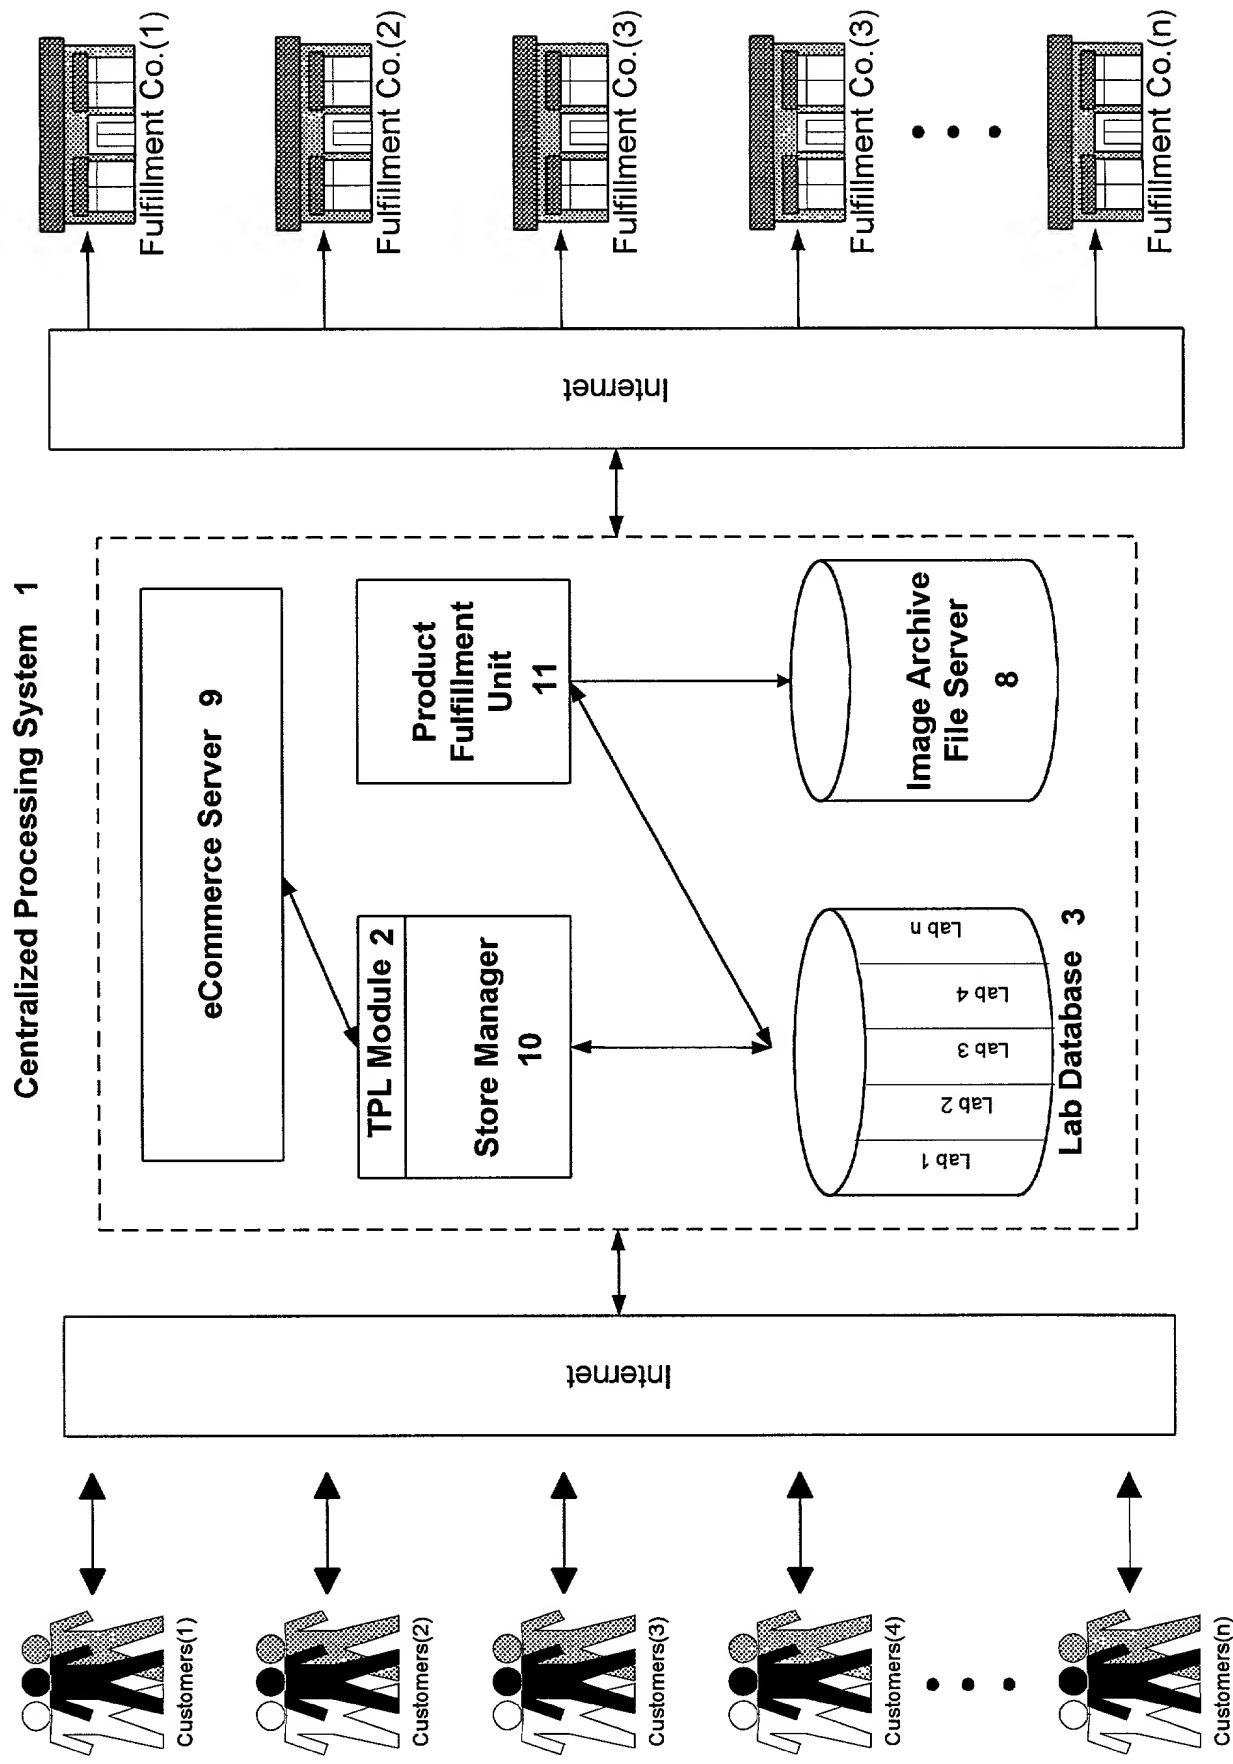 Centralized Processing System 1
Customers(1)
Customers(2)
Customers(3)
Customers(4)
Customers(n)
Internet
eCommerce Server 9
TPL Module 2
Store Manager
10
Product
Fulfillment
Unit
11
Lab 1
Lab 2
Lab 3
Lab 4
Lab n
Lab Database 3
Image Archive
File Server
8
Internet
Fulfillment Co.(1)
Fulfillment Co.(2)
Fulfillment Co.(3)
Fulfillment Co.(3)
Fulfillment Co.(n)